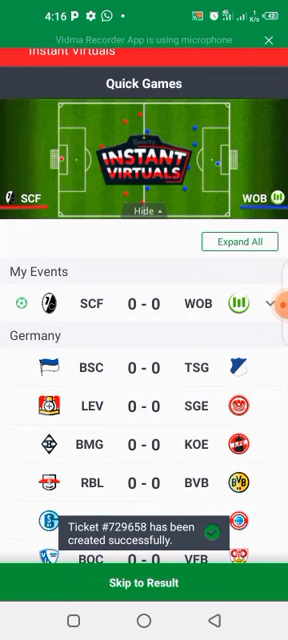 4:16 P
42
Vidma Recorder App is using microphone
Instant Virtuals
Quick Games
INSTANT
VIRTUALS
SCF
WOB
Hide
Expand All
My Events
SCF 0 - 0 WOB
Germany
BSC 0 - 0 TSG
LEV 0 - 0 SGE
BMG 0 - 0 KOE
RBL 0 - 0 BVB
Ticket #729658 has been
created successfully.
BOC 0 - 0 VFB
Skip to Result